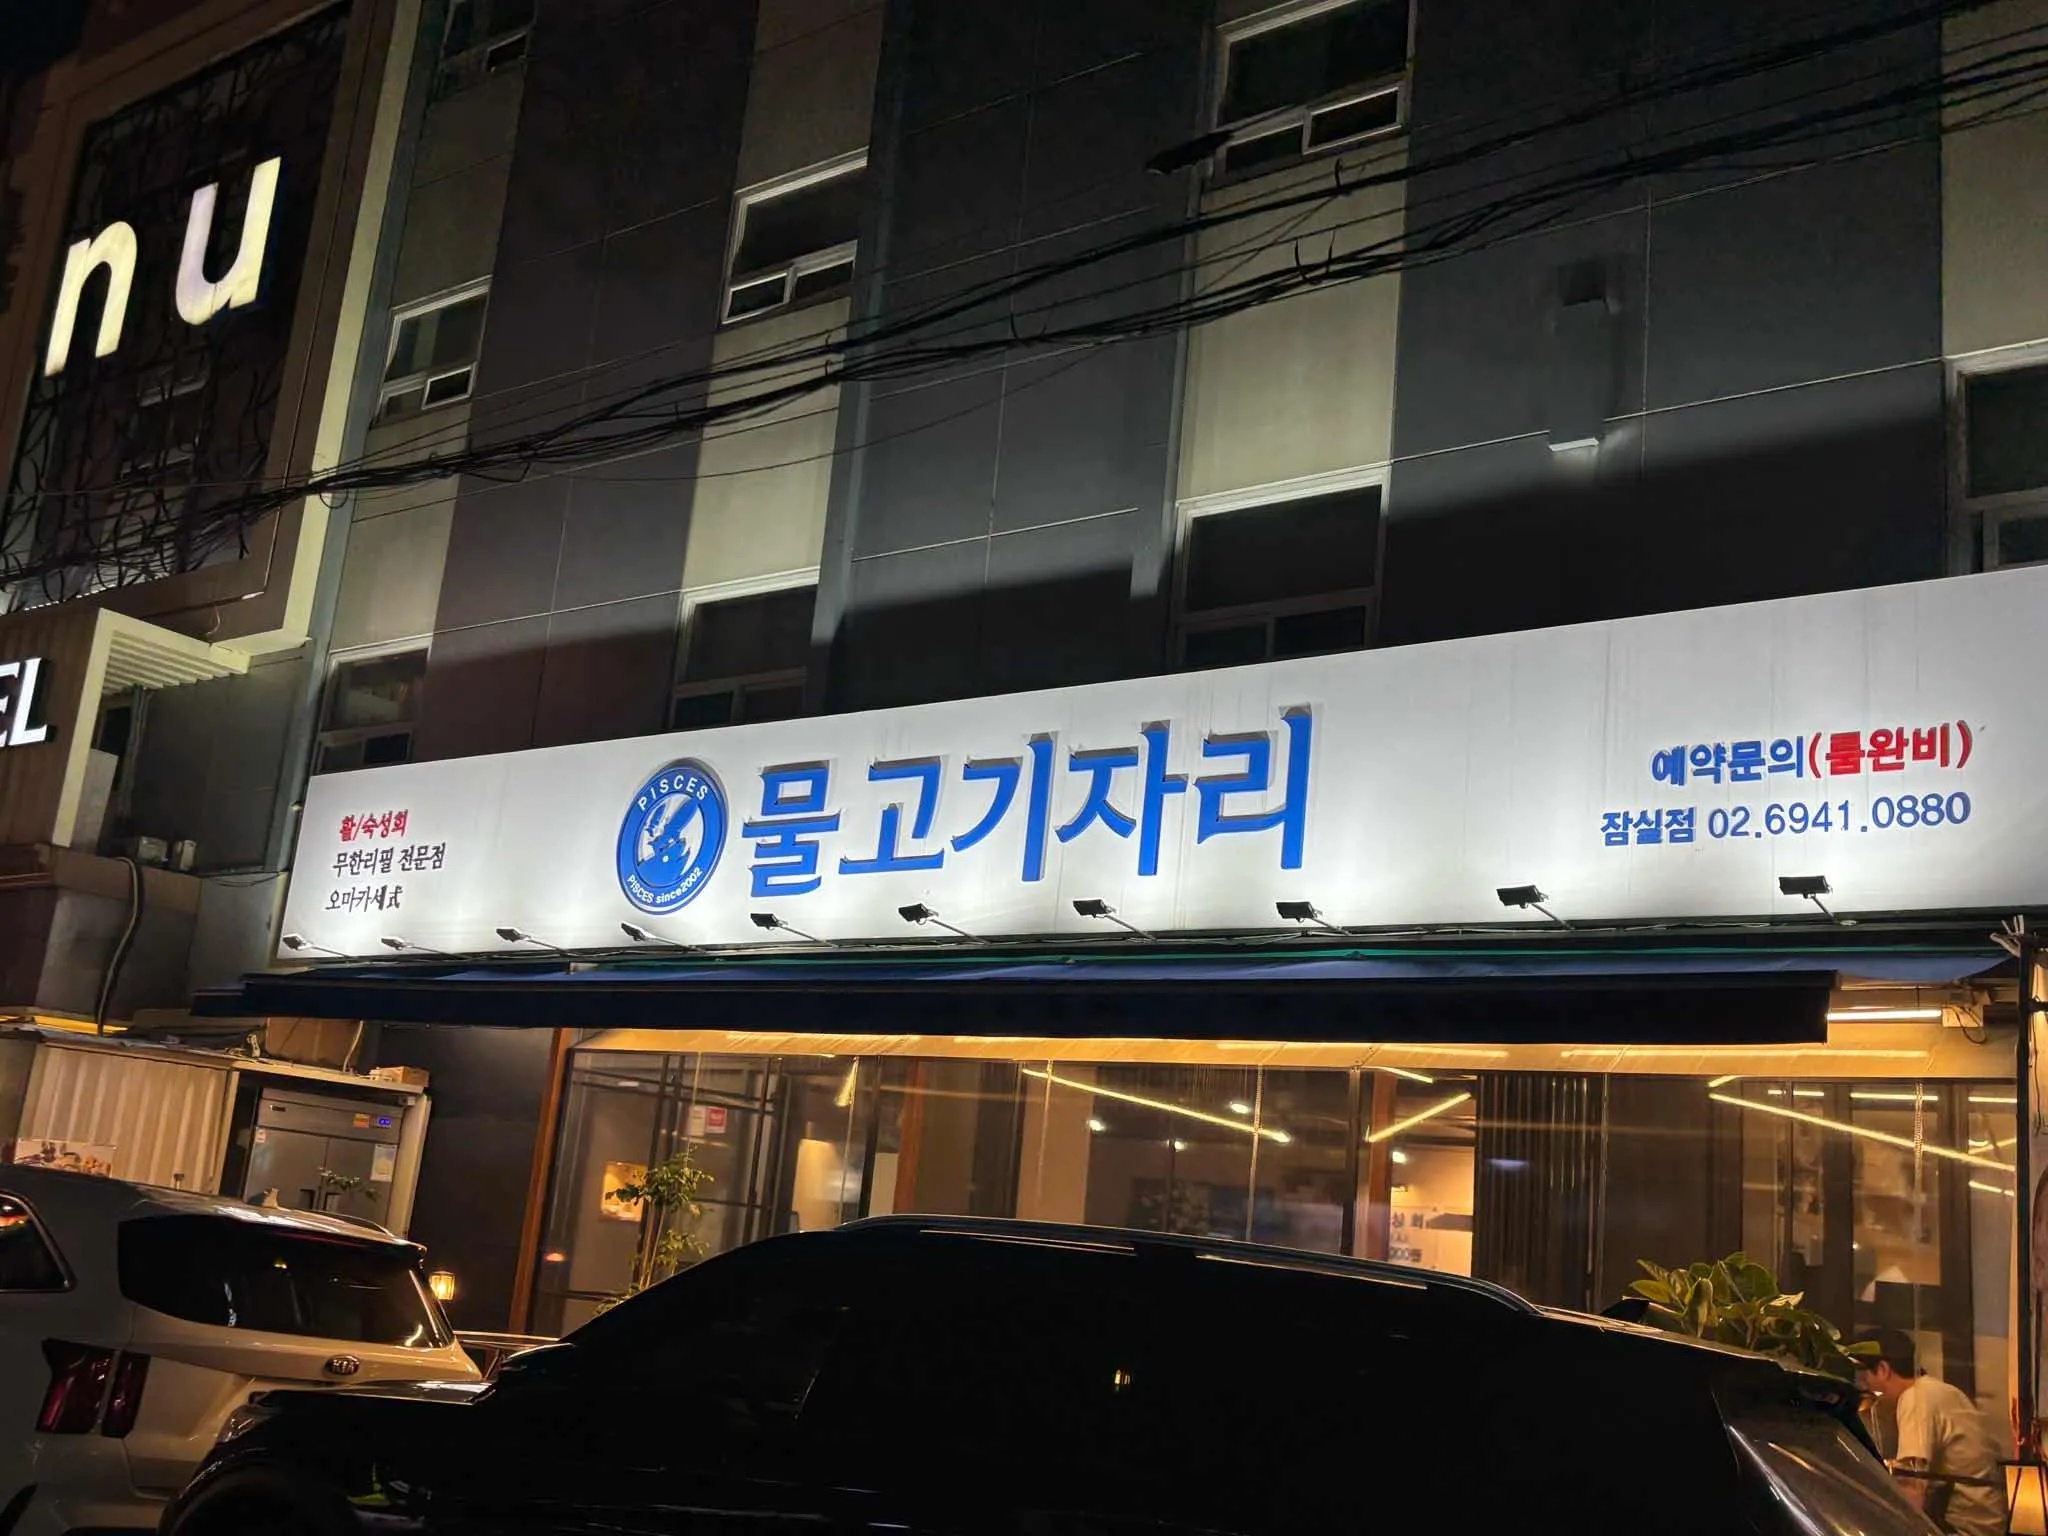 nu
EL
활/숙성회
무한리필 전문점
오마카세式
PISCES
PISCES since2002
물고기자리
예약문의(룸완비)
잠실점 02.6941.0880
KIA